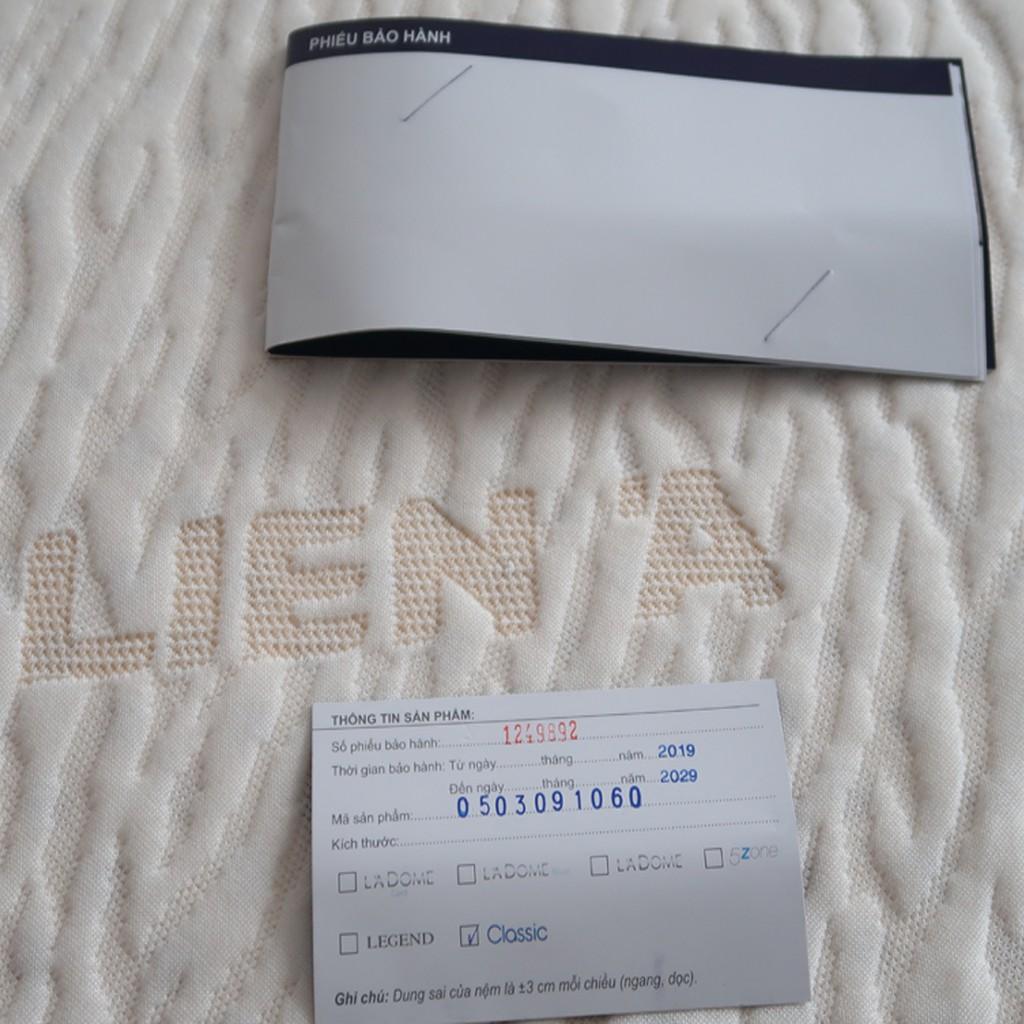 PHIẾU BẢO HÀNH
LIEN'A
THÔNG TIN SẢN PHẨM:
Số phiếu bảo hành:..............1249892
Thời gian bảo hành: Từ ngày............tháng............năm....2019
Đến ngày..........tháng............năm....2029
Mã sản phẩm:............0503091060
Kích thước:
LADOME LADOME LADOME 5zone
LEGEND Classic
Ghi chú: Dung sai của nệm là ±3 cm mỗi chiều (ngang, dọc).